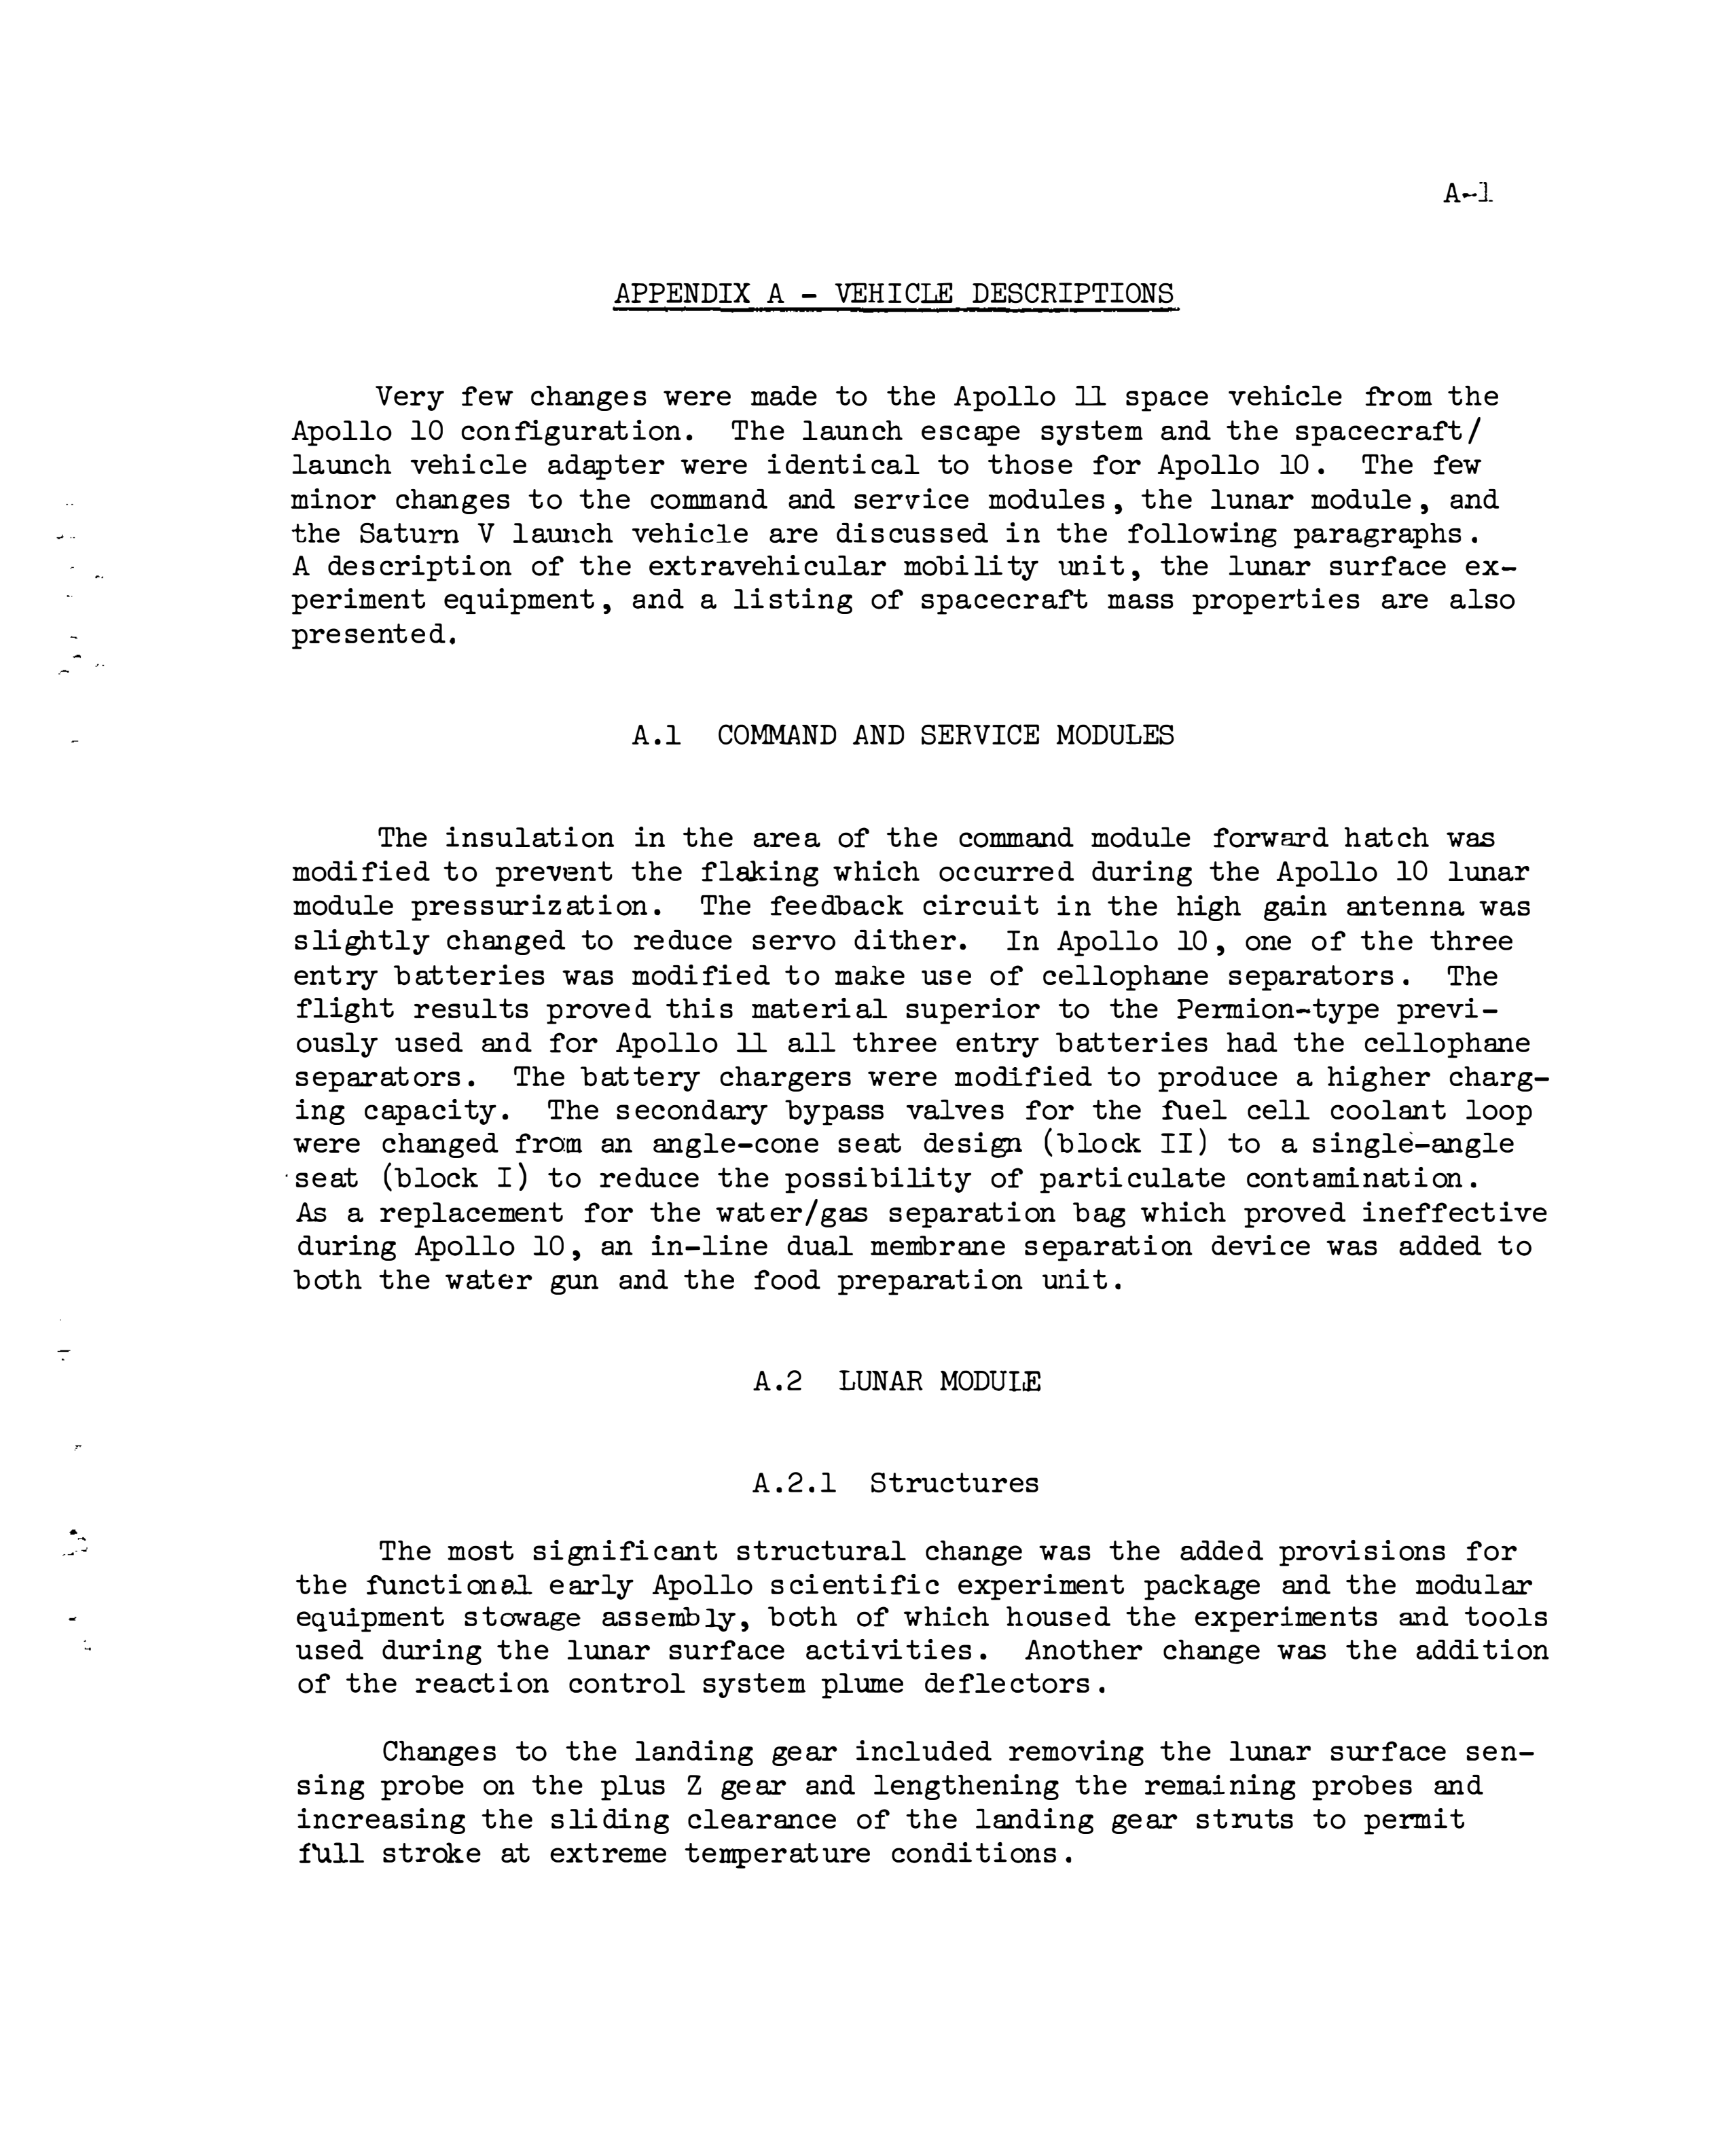 A-1
APPENDIX A - VEHICLE DESCRIPTIONS
Very few changes were made to the Apollo 11 space vehicle from the
Apollo 10 configuration. The launch escape system and the spacecraft/
launch vehicle adapter were identical to those for Apollo 10. The few
minor changes to the command and service modules, the lunar module, and
the Saturn V launch vehicle are discussed in the following paragraphs.
A description of the extravehicular mobility unit, the lunar surface ex-
periment equipment, and a listing of spacecraft mass properties are also
presented.
A.1 COMMAND AND SERVICE MODULES
The insulation in the area of the command module forward hatch was
modified to prevent the flaking which occurred during the Apollo 10 lunar
module pressurization. The feedback circuit in the high gain antenna was
slightly changed to reduce servo dither. In Apollo 10, one of the three
entry batteries was modified to make use of cellophane separators. The
flight results proved this material superior to the Permion-type previ-
ously used and for Apollo 11 all three entry batteries had the cellophane
separators. The battery chargers were modified to produce a higher charg-
ing capacity. The secondary bypass valves for the fuel cell coolant loop
were changed from an angle-cone seat design (block II) to a single-angle
seat (block I) to reduce the possibility of particulate contamination.
As a replacement for the water/gas separation bag which proved ineffective
during Apollo 10, an in-line dual membrane separation device was added to
both the water gun and the food preparation unit.
A.2 LUNAR MODULE
A.2.1 Structures
The most significant structural change was the added provisions for
the functional early Apollo scientific experiment package and the modular
equipment stowage assembly, both of which housed the experiments and tools
used during the lunar surface activities. Another change was the addition
of the reaction control system plume deflectors.
Changes to the landing gear included removing the lunar surface sen-
sing probe on the plus Z gear and lengthening the remaining probes and
increasing the sliding clearance of the landing gear struts to permit
full stroke at extreme temperature conditions.